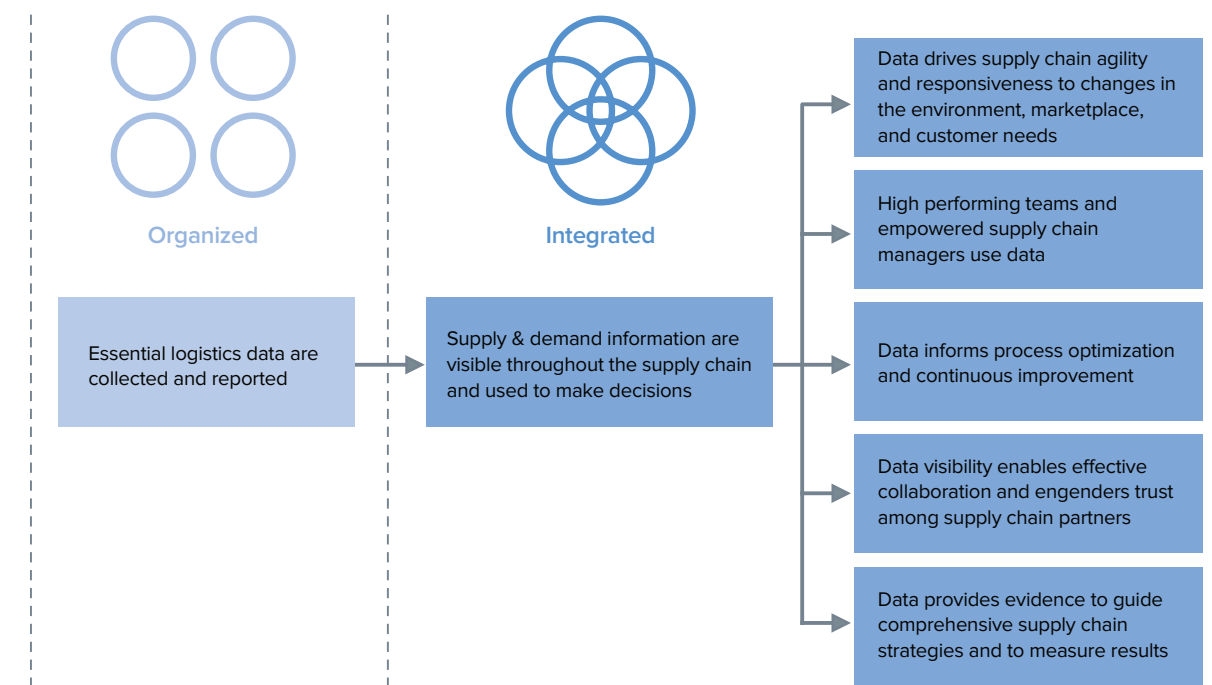 Organized
Essential logistics data are
collected and reported
Integrated
Supply & demand information are
visible throughout the supply chain
and used to make decisions
Data drives supply chain agility
and responsiveness to changes in
the environment, marketplace,
and customer needs
High performing teams and
empowered supply chain
managers use data
Data informs process optimization
and continuous improvement
Data visibility enables effective
collaboration and engenders trust
among supply chain partners
Data provides evidence to guide
comprehensive supply chain
strategies and to measure results